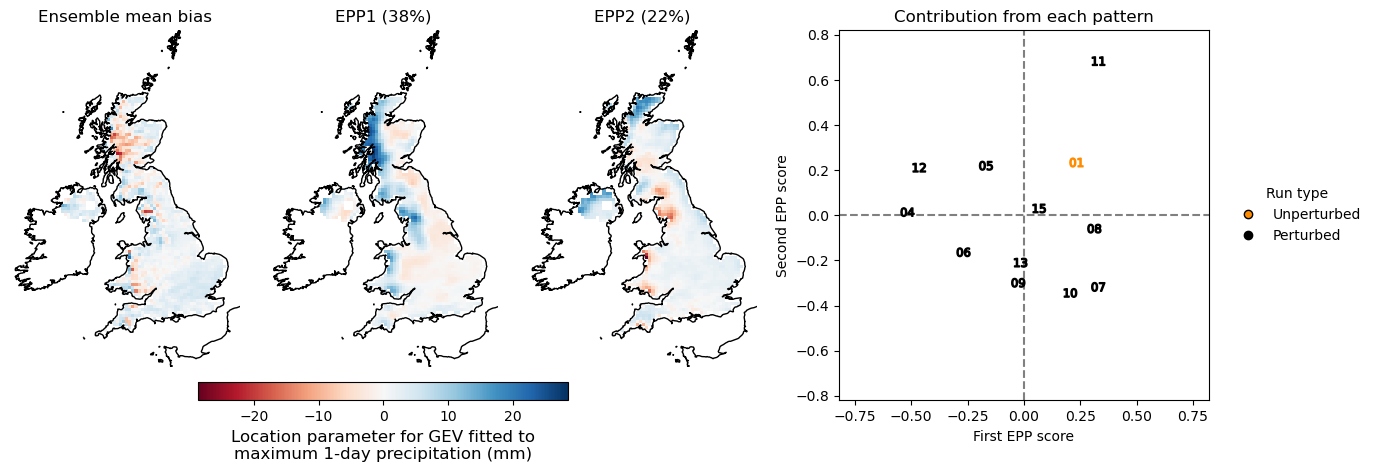 Ensemble mean bias
EPP1 (38%)
EPP2 (22%)
−20 −10 0 10 20
Location parameter for GEV fitted to
maximum 1-day precipitation (mm)
Contribution from each pattern
Second EPP score
0.8
0.6
0.4
0.2
0.0
−0.2
−0.4
−0.6
−0.8
11
12
05
01
04
15
08
06
13
09
10
07
−0.75 −0.50 −0.25 0.00 0.25 0.50 0.75
First EPP score
Run type
Unperturbed
Perturbed